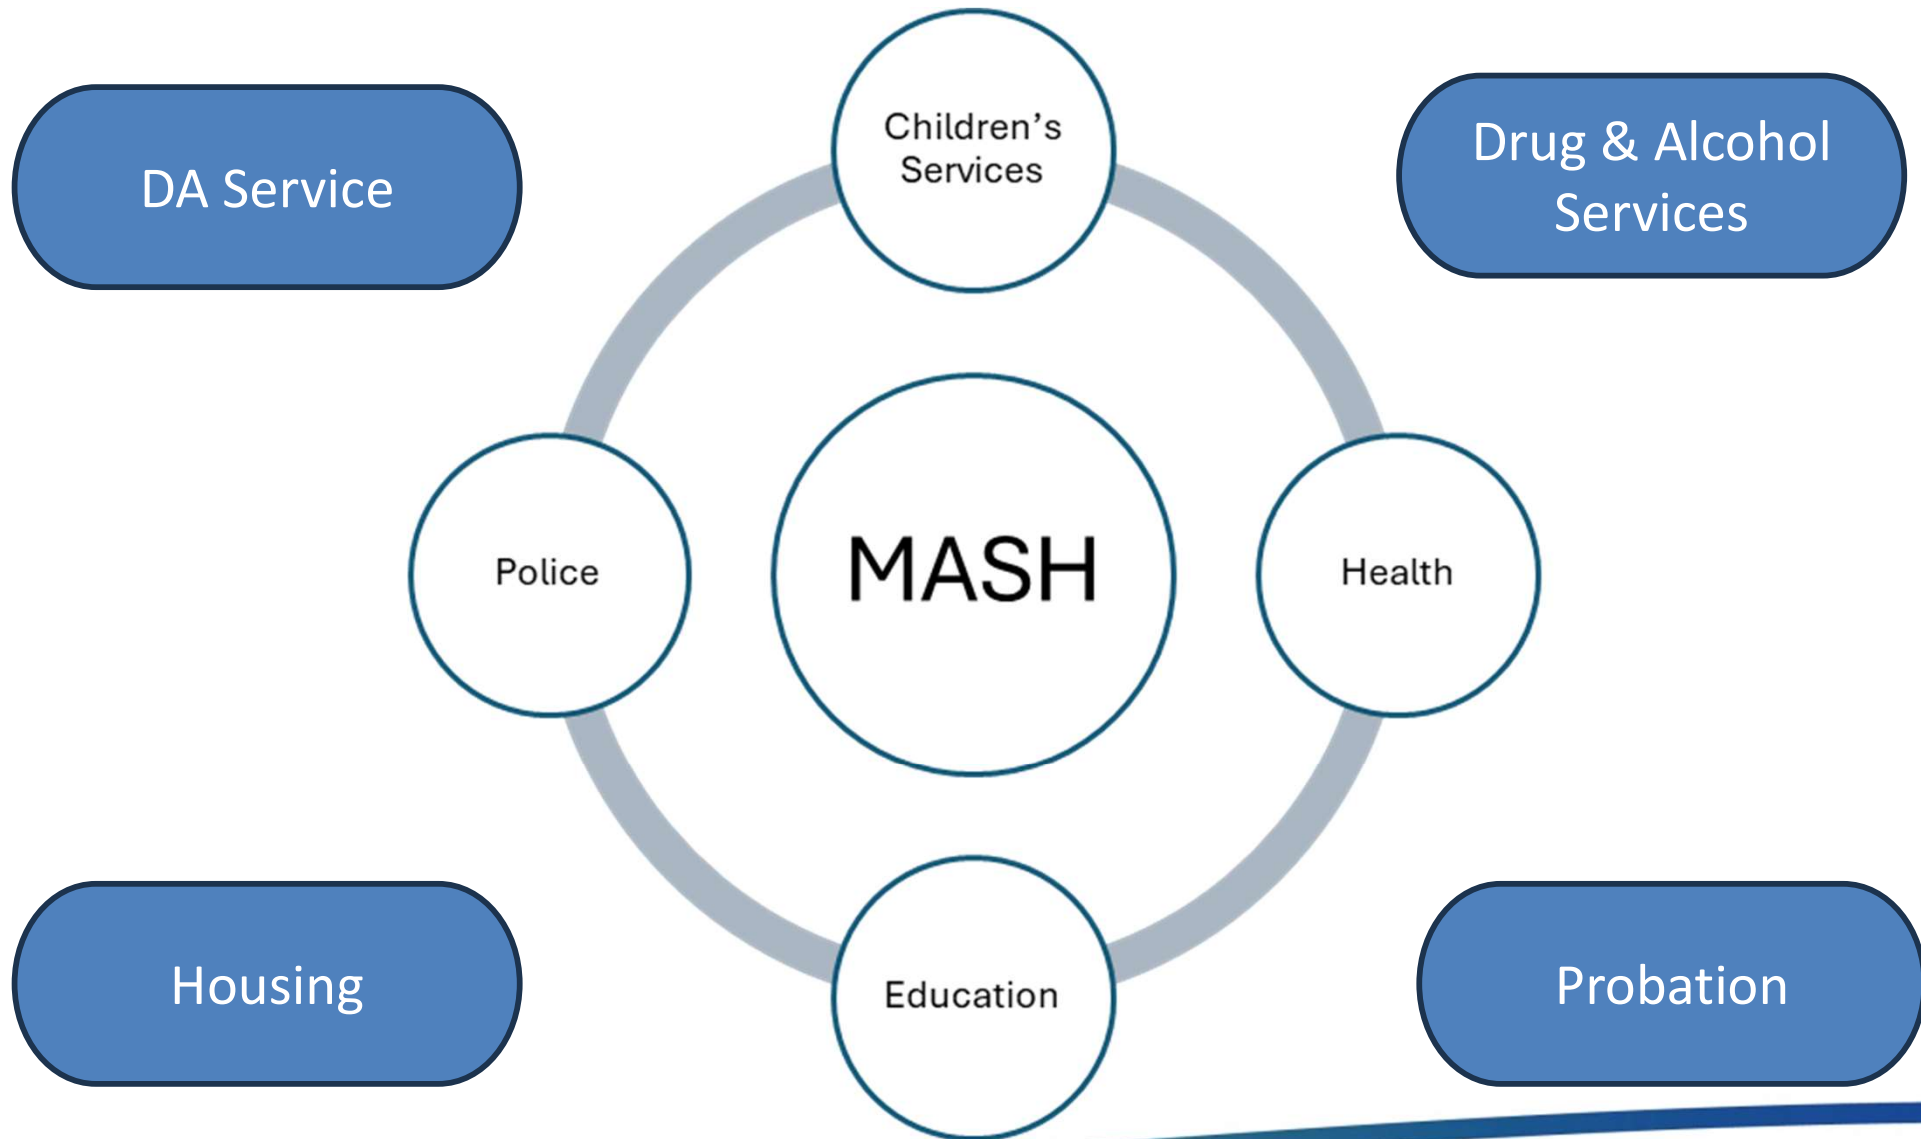 DA Service
Children’s
Services
Drug & Alcohol
Services
Police
MASH
Health
Housing
Education
Probation